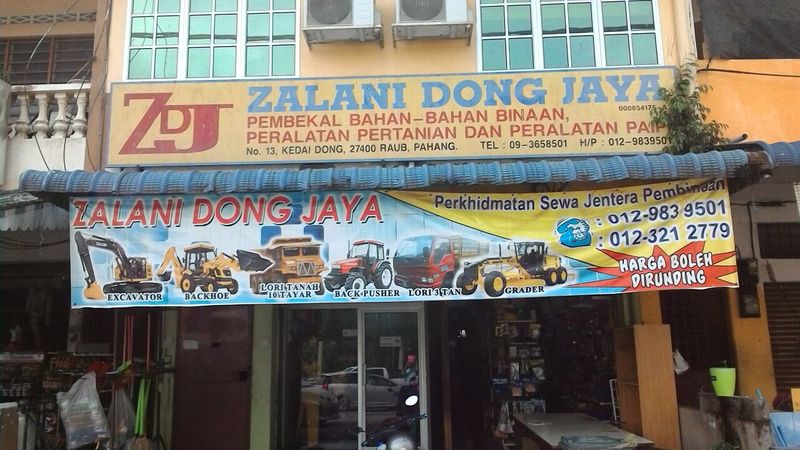 ZDJ
ZALANI DONG JAYA
000854175-A
PEMBEKAL BAHAN-BAHAN BINAAN,
PERALATAN PERTANIAN DAN PERALATAN PAIP
No. 13, KEDAI DONG, 27400 RAUB, PAHANG. TEL : 09-3658501 H/P : 012-9839501
ZALANI DONG JAYA
Perkhidmatan Sewa Jentera Pembinaan
: 012-983 9501
: 012-321 2779
HARGA BOLEH
DIRUNDING
EXCAVATOR
BACKHOE
LORI TANAH
10 TAYAR
BACK PUSHER
LORI 3 TAN
GRADER